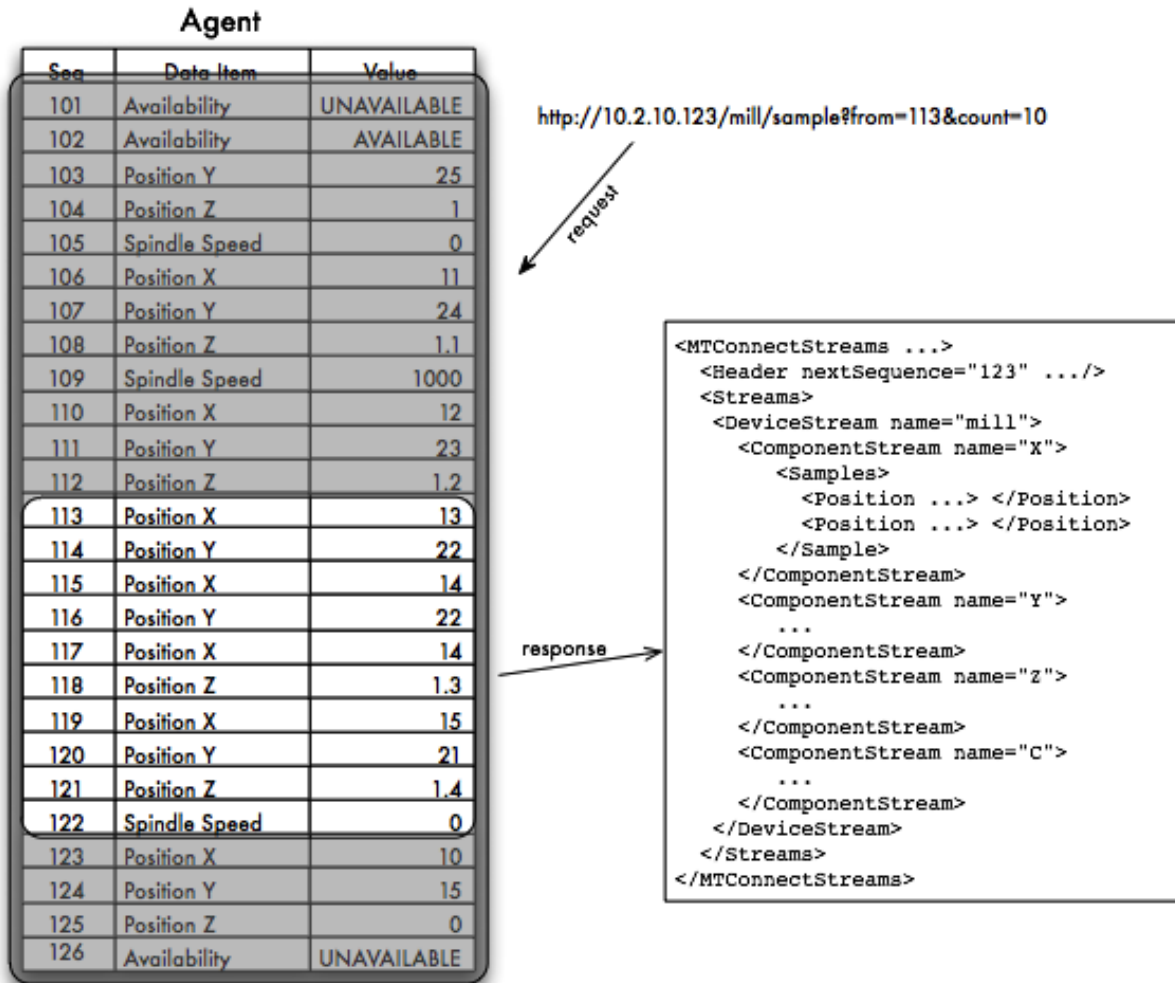 Agent
Seq Data Item Value
101 Availability UNAVAILABLE
102 Availability AVAILABLE
103 Position Y 25
104 Position Z 1
105 Spindle Speed 0
106 Position X 11
107 Position Y 24
108 Position Z 1.1
109 Spindle Speed 1000
110 Position X 12
111 Position Y 23
112 Position Z 1.2
113 Position X 13
114 Position Y 22
115 Position X 14
116 Position Y 22
117 Position X 14
118 Position Z 1.3
119 Position X 15
120 Position Y 21
121 Position Z 1.4
122 Spindle Speed 0
123 Position X 10
124 Position Y 15
125 Position Z 0
126 Availability UNAVAILABLE
http://10.2.10.123/mill/sample?from=113&count=10
request
response
<MTConnectStreams ...>
<Header nextSequence="123" .../>
<Streams>
<DeviceStream name="mill">
<ComponentStream name="X">
<Samples>
<Position ...> </Position>
<Position ...> </Position>
</Sample>
</ComponentStream>
<ComponentStream name="Y">
...
</ComponentStream>
<ComponentStream name="Z">
...
</ComponentStream>
<ComponentStream name="C">
...
</ComponentStream>
</DeviceStream>
</Streams>
</MTConnectStreams>